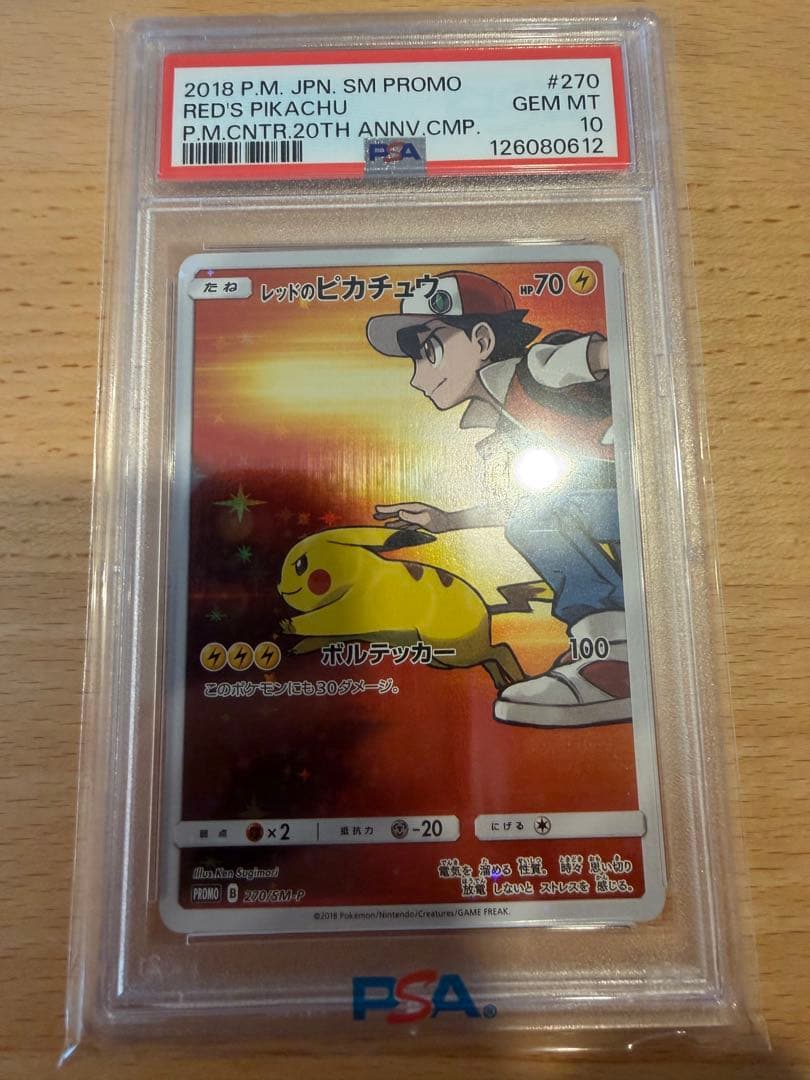 2018 P.M. JPN. SM PROMO #270
RED'S PIKACHU GEM MT
P.M.CNTR.20TH ANNV.CMP. 10
PSA 126080612
たね レッドのピカチュウ HP70
ボルテッカー 100
このポケモンにも30ダメージ。
弱点 ×2 抵抗力 -20 にげる
Illus.Ken Sugimori
電気を 溜める 性質。 時々 思い切り
放電 しないと ストレスを 感じる。
PROMO B 270/SM-P
©2018 Pokémon/Nintendo/Creatures/GAME FREAK.
PSA®